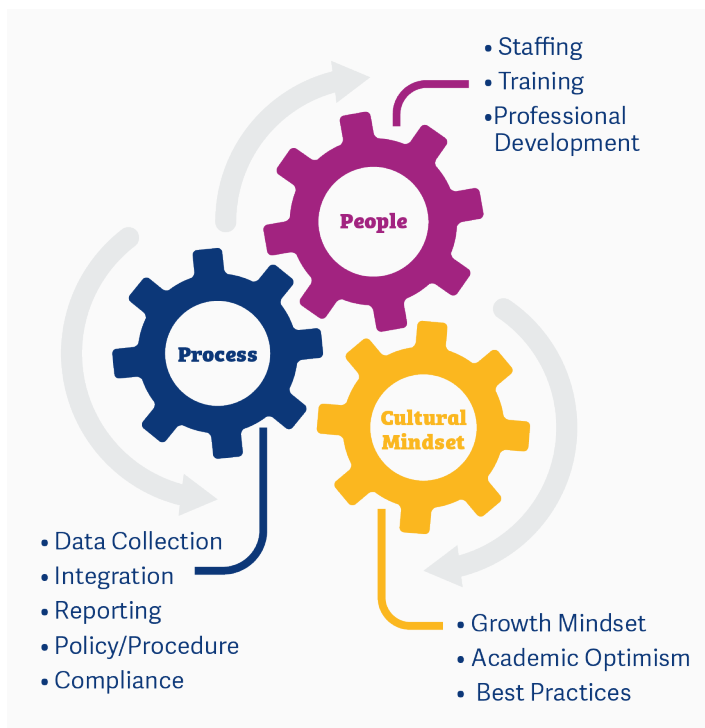 • Staffing
• Training
•Professional
Development
People
Process
Cultural
Mindset
• Data Collection
• Integration
• Reporting
• Policy/Procedure
• Compliance
• Growth Mindset
• Academic Optimism
• Best Practices